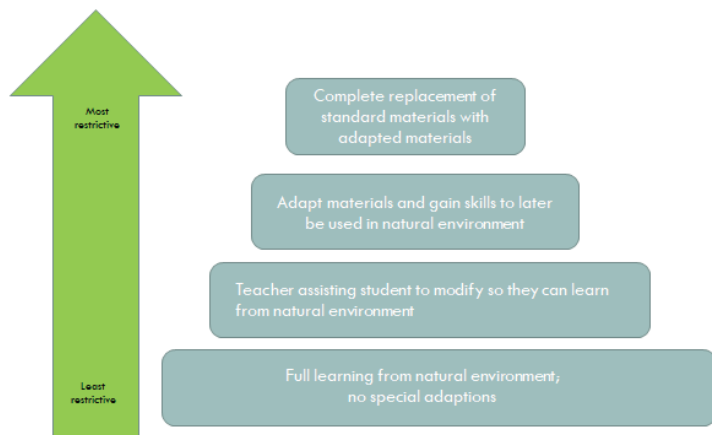 Most
restrictive
Complete replacement of
standard materials with
adapted materials
Adapt materials and gain skills to later
be used in natural environment
Teacher assisting student to modify so they can learn
from natural environment
Full learning from natural environment;
no special adaptions
Least
restrictive